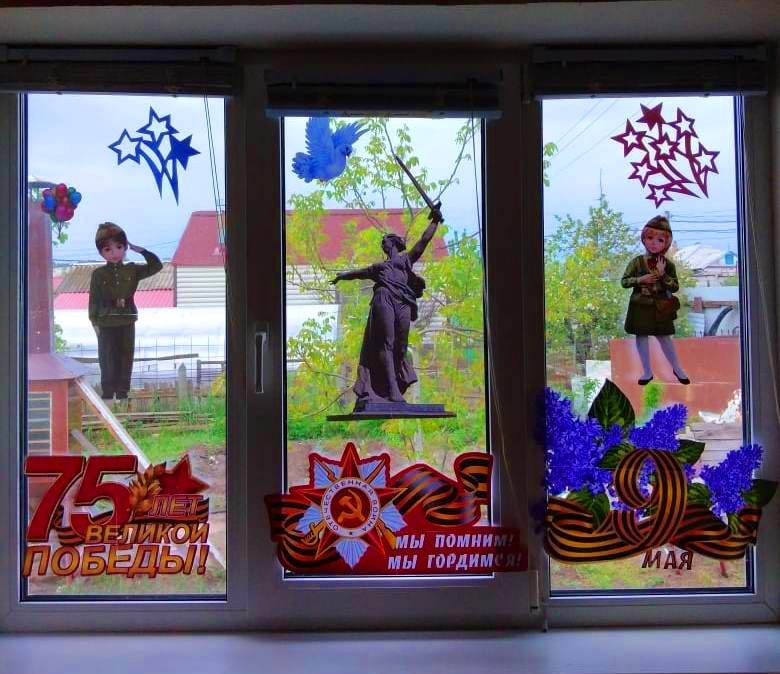 75 ЛЕТ
ВЕЛИКОЙ
ПОБЕДЫ!
ОТЕЧЕСТВЕННАЯ ВОЙНА
МЫ ПОМНИМ!
МЫ ГОРДИМСЯ!
9
МАЯ